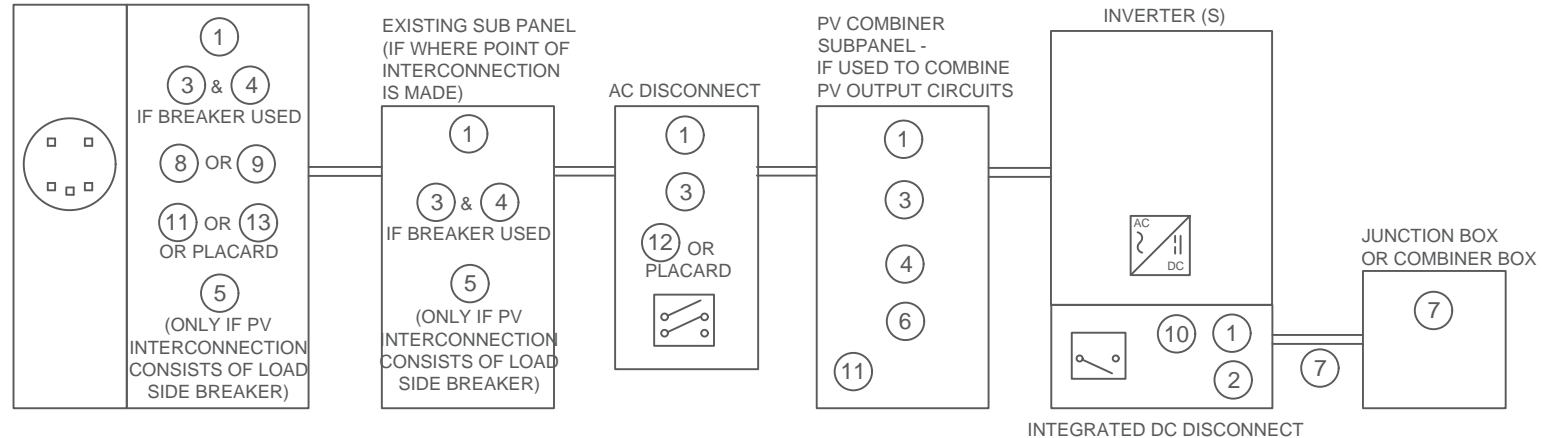 1
3 & 4
IF BREAKER USED
8 OR 9
11 OR 13
OR PLACARD
5
(ONLY IF PV
INTERCONNECTION
CONSISTS OF LOAD
SIDE BREAKER)
EXISTING SUB PANEL
(IF WHERE POINT OF
INTERCONNECTION
IS MADE)
1
3 & 4
IF BREAKER USED
5
(ONLY IF PV
INTERCONNECTION
CONSISTS OF LOAD
SIDE BREAKER)
AC DISCONNECT
1
3
12 OR
PLACARD
PV COMBINER
SUBPANEL -
IF USED TO COMBINE
PV OUTPUT CIRCUITS
1
3
4
6
11
INVERTER (S)
AC
DC
10 1
2
INTEGRATED DC DISCONNECT
7
JUNCTION BOX
OR COMBINER BOX
7